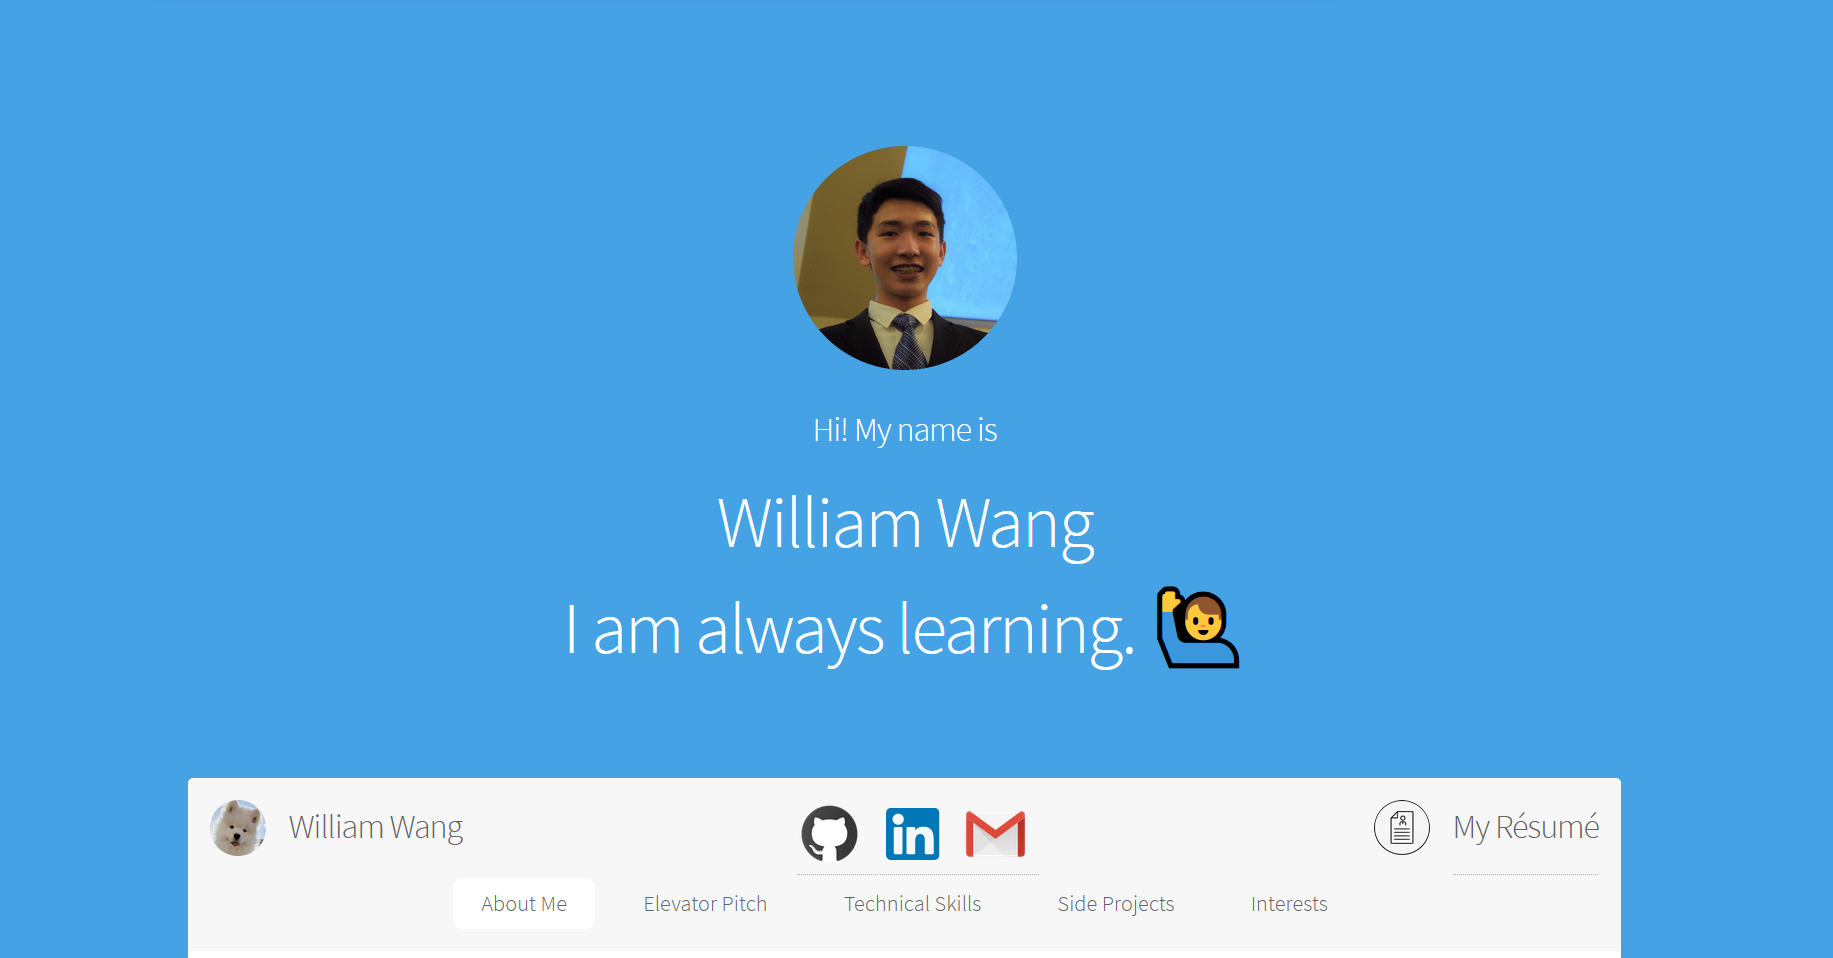 Hi! My name is
William Wang
I am always learning.
William Wang
in
My Résumé
About Me
Elevator Pitch
Technical Skills
Side Projects
Interests